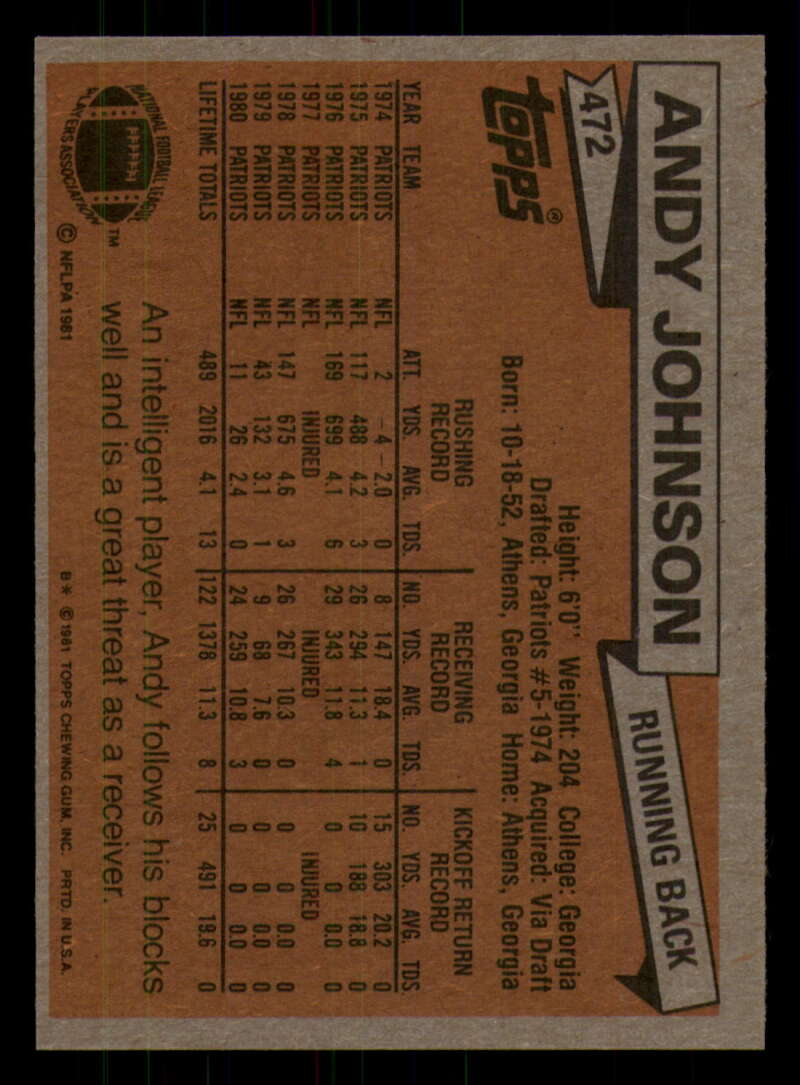 ANDY JOHNSON
RUNNING BACK
472
topps®
Height: 6'0" Weight: 204 College: Georgia
Drafted: Patriots #5-1974 Acquired: Via Draft
Born: 10-18-52, Athens, Georgia Home: Athens, Georgia
RUSHING RECORD RECEIVING RECORD KICKOFF RETURN RECORD
YEAR TEAM ATT. YDS. AVG. TDS. NO. YDS. AVG. TDS. NO. YDS. AVG. TDS.
1974 PATRIOTS NFL 2 -4 -2.0 0 8 147 18.4 0 15 303 20.2 0
1975 PATRIOTS NFL 117 488 4.2 3 26 294 11.3 1 10 188 18.8 0
1976 PATRIOTS NFL 169 699 4.1 6 29 343 11.8 4 0 0 0.0 0
1977 PATRIOTS NFL INJURED INJURED INJURED
1978 PATRIOTS NFL 147 675 4.6 3 26 267 10.3 0 0 0 0.0 0
1979 PATRIOTS NFL 43 132 3.1 1 9 68 7.6 0 0 0 0.0 0
1980 PATRIOTS NFL 11 26 2.4 0 24 259 10.8 3 0 0 0.0 0
LIFETIME TOTALS 489 2016 4.1 13 122 1378 11.3 8 25 491 19.6 0
NATIONAL FOOTBALL LEAGUE
PLAYERS ASSOCIATION
TM
An intelligent player, Andy follows his blocks
well and is a great threat as a receiver.
© NFLPA 1981
B* © 1981 TOPPS CHEWING GUM, INC. PRTD. IN U.S.A.